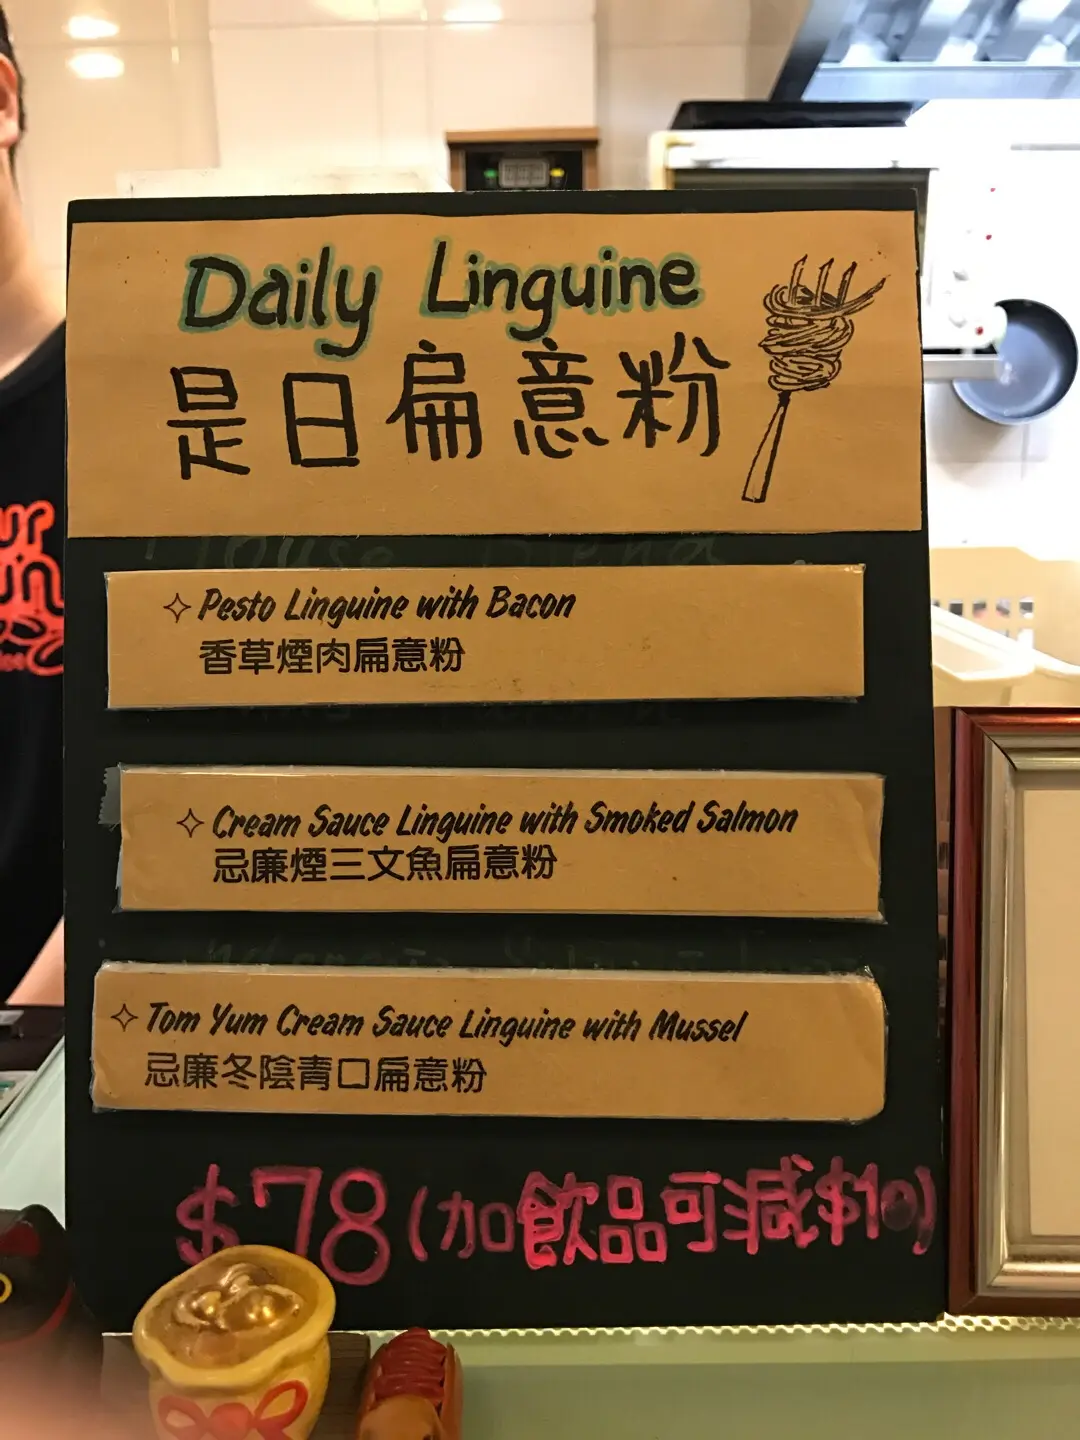 Daily Linguine
是日扁意粉
Pesto Linguine with Bacon
香草煙肉扁意粉
Cream Sauce Linguine with Smoked Salmon
忌廉煙三文魚扁意粉
Tom Yum Cream Sauce Linguine with Mussel
忌廉冬陰青口扁意粉
$78 (加飲品可減$10)